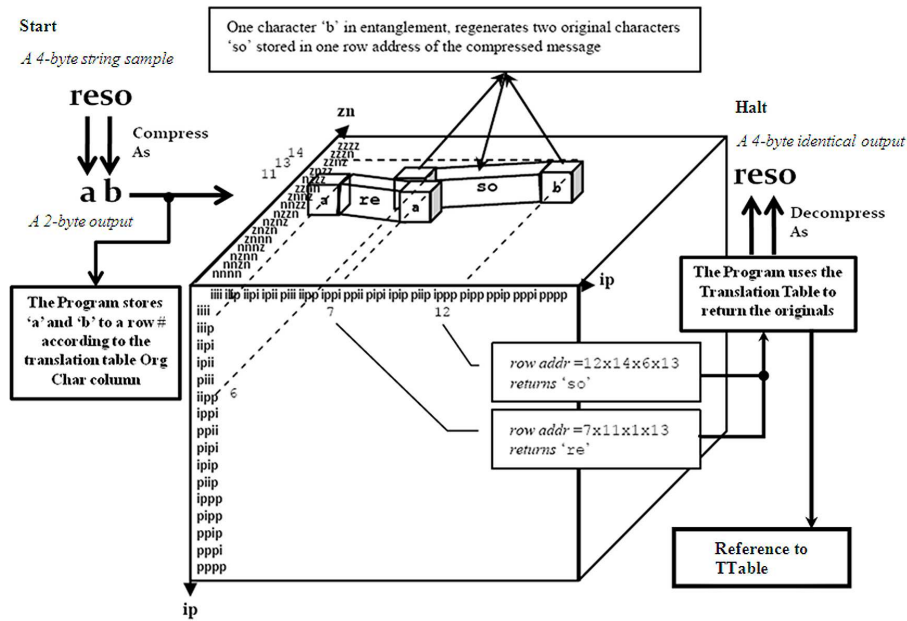 Start
A 4-byte string sample
reso
Compress
As
a b
A 2-byte output
The Program stores
'a' and 'b' to a row #
according to the
translation table Org
Char column
One character 'b' in entanglement, regenerates two original characters
'so' stored in one row address of the compressed message
zn
14
13
11
zzzz
zzzn
zznz
znzz
nzzz
zznn
znnz
nnzz
nzzn
nznz
znzn
znnn
nnnz
nnzn
nnnn
a
re
a
so
b
ip
iiii
iipi ipii piii iipp ippi ppii pipi ipip piip ippp pipp ppip pppi pppp
7
12
iiii
iiip
iipi
ipii
piii
iipp
6
ippi
ppii
pipi
ipip
piip
ippp
pipp
ppip
pppi
pppp
ip
row addr =12x14x6x13
returns 'so'
row addr =7x11x1x13
returns 're'
Halt
A 4-byte identical output
reso
Decompress
As
The Program uses the
Translation Table to
return the originals
Reference to
TTable